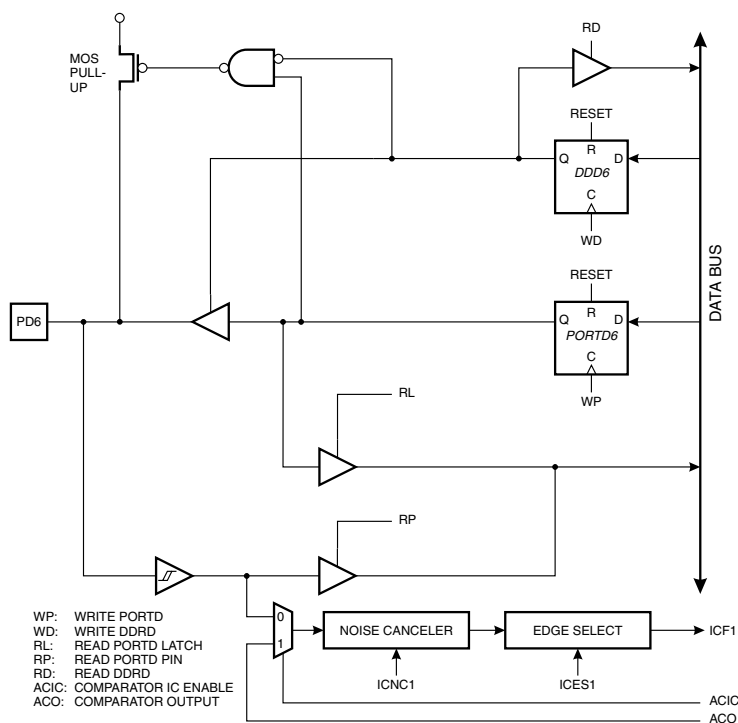 RD
MOS
PULL-
UP
RESET
R
Q
D
DDD6
C
WD
DATA BUS
RESET
R
Q
D
PORTD6
C
WP
PD6
RL
RP
WP: WRITE PORTD
WD: WRITE DDRD
RL: READ PORTD LATCH
RP: READ PORTD PIN
RD: READ DDRD
ACIC: COMPARATOR IC ENABLE
ACO: COMPARATOR OUTPUT
0
1
NOISE CANCELER
EDGE SELECT
ICF1
ICNC1
ICES1
ACIC
ACO